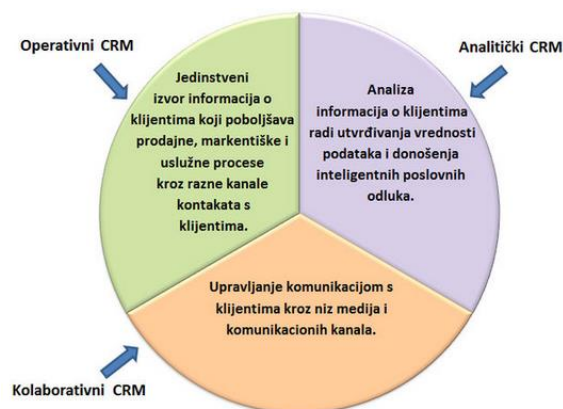 Operativni CRM
Analitički CRM
Jedinstveni
izvor informacija o
klijentima koji poboljšava
prodajne, markentiške i
uslužne procese
kroz razne kanale
kontakata s
klijentima.
Analiza
informacija o klijentima
radi utvrđivanja vrednosti
podataka i donošenja
inteligentnih poslovnih
odluka.
Upravljanje komunikacijom s
klijentima kroz niz medija i
komunikacionih kanala.
Kolaborativni CRM